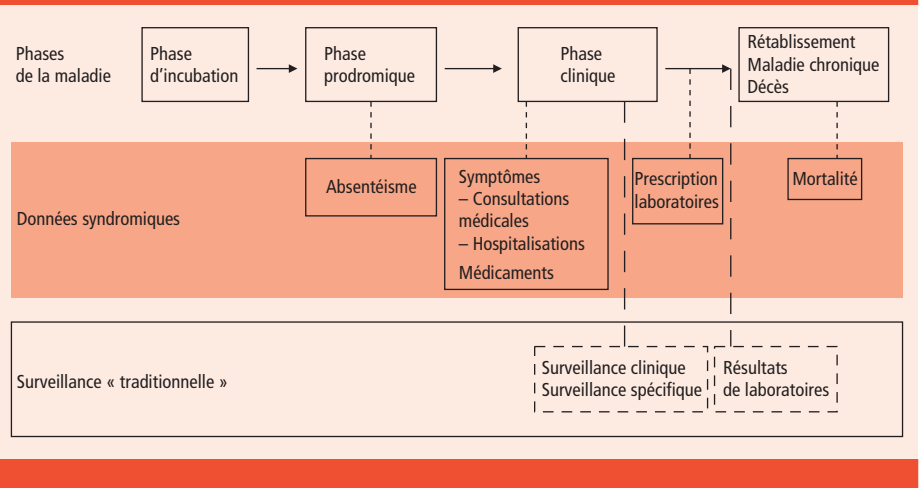 Phases
de la maladie
Phase
d'incubation
Phase
prodromique
Phase
clinique
Rétablissement
Maladie chronique
Décès
Données syndromiques
Absentéisme
Symptômes
– Consultations
médicales
– Hospitalisations
Médicaments
Prescription
laboratoires
Mortalité
Surveillance « traditionnelle »
Surveillance clinique
Surveillance spécifique
Résultats
de laboratoires